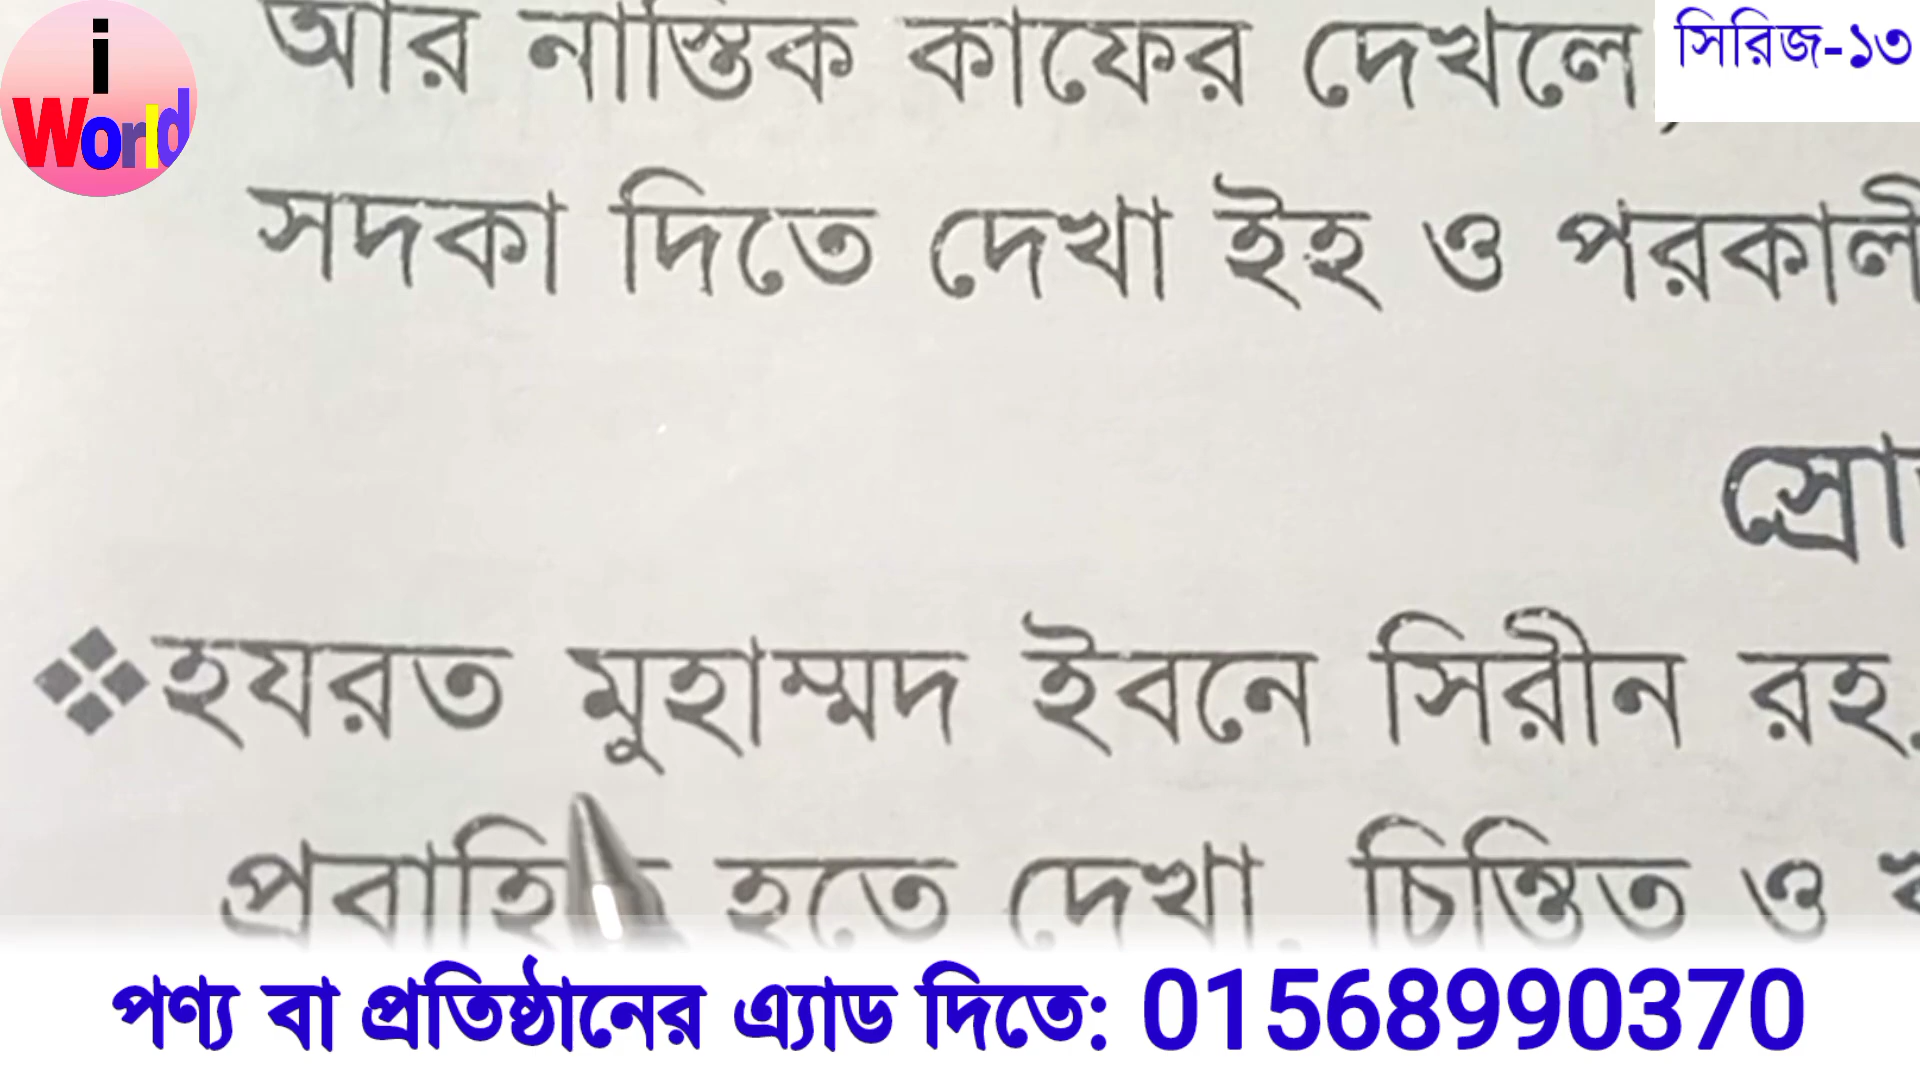 i
World
সিরিজ-১৩
আর নাস্তিক কাফের দেখলে,
সদকা দিতে দেখা ইহ ও পরকালী
হযরত মুহাম্মদ ইবনে সিরীন রহ.
হতে দেখা, চিন্তিত ও
পণ্য বা প্রতিষ্ঠানের এ্যাড দিতে: 01568990370